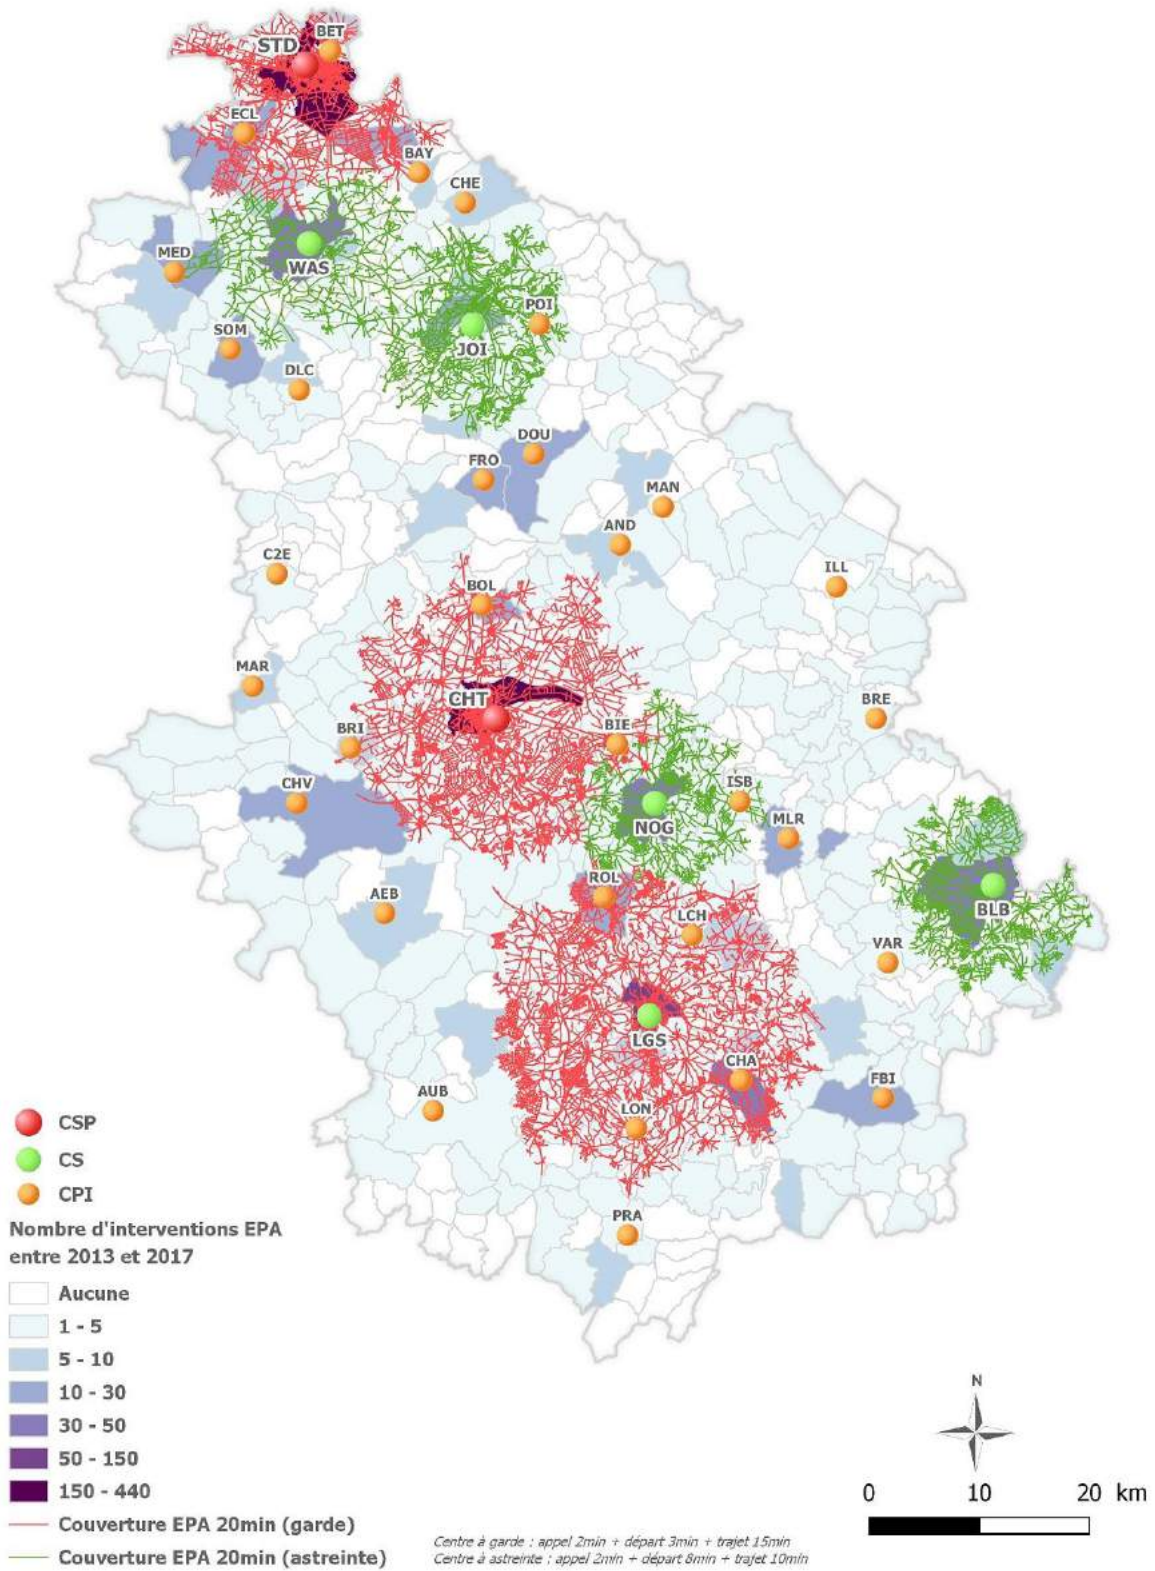 STD
BET
ECL
BAY
CHE
MED
WAS
POI
SOM
JOI
DLC
DOU
FRO
MAN
AND
C2E
ILL
BOL
MAR
CHT
BRE
BRI
BIE
CHV
ISB
MLR
NOG
ROL
AEB
BLB
LCH
VAR
LGS
CHA
FBI
AUB
LON
PRA
CSP
CS
CPI
Nombre d'interventions EPA
entre 2013 et 2017
Aucune
1 - 5
5 - 10
10 - 30
30 - 50
50 - 150
150 - 440
Couverture EPA 20min (garde)
Couverture EPA 20min (astreinte)
Centre à garde : appel 2min + départ 3min + trajet 15min
Centre à astreinte : appel 2min + départ 8min + trajet 10min
N
0 10 20 km